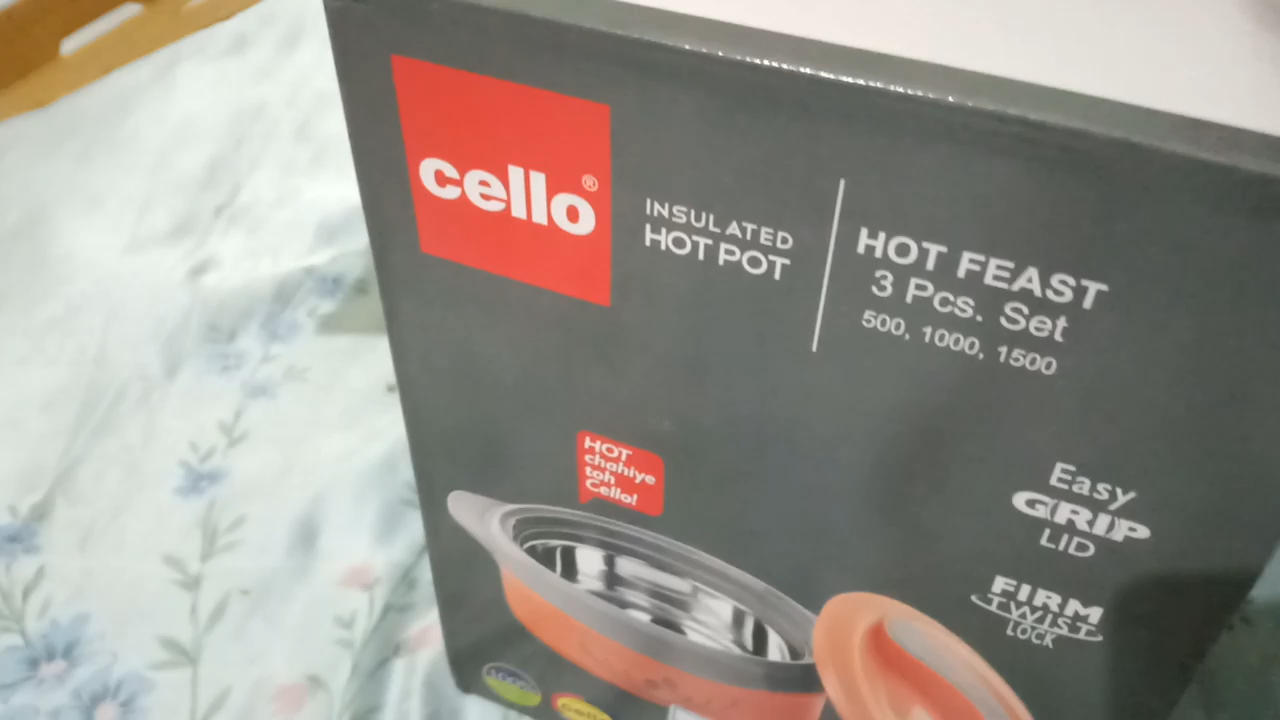 cello®
INSULATED
HOT POT
HOT FEAST
3 Pcs. Set
500, 1000, 1500
HOT
chahiye
toh
Cello!
Easy
GRIP
LID
FIRM
TWIST
LOCK